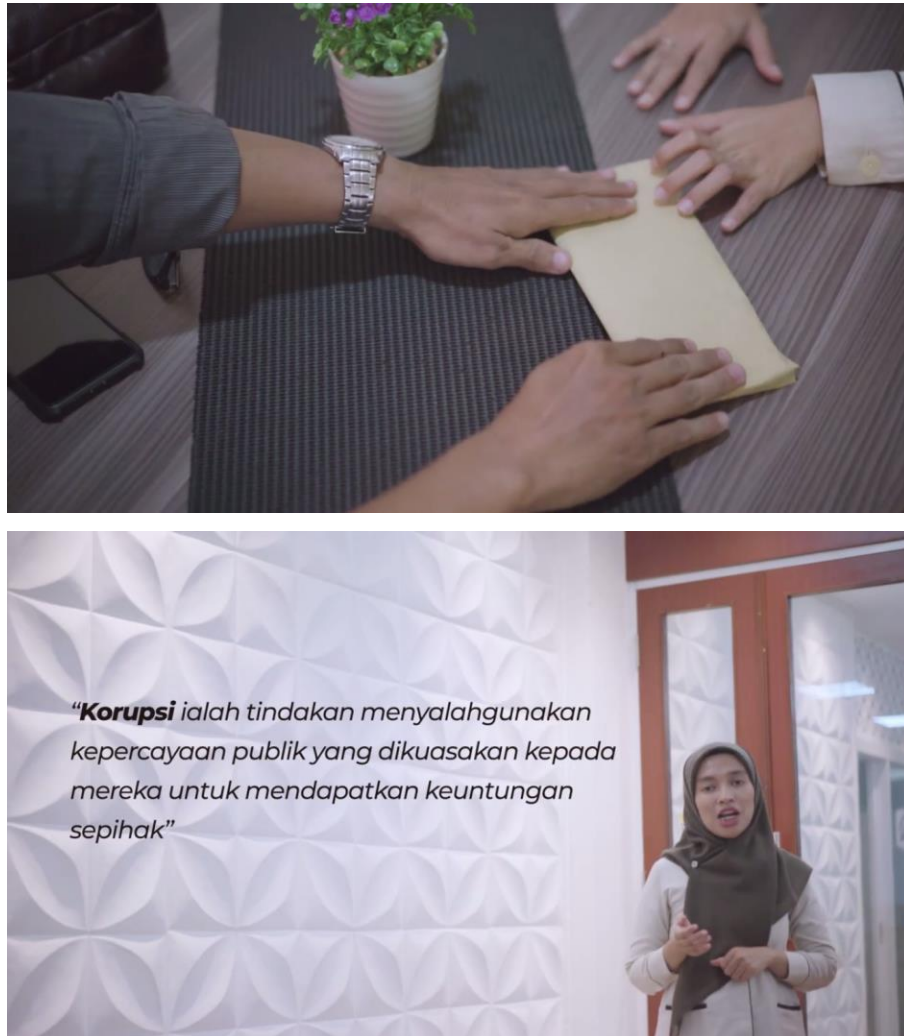 “Korupsi ialah tindakan menyalahgunakan
kepercayaan publik yang dikuasakan kepada
mereka untuk mendapatkan keuntungan
sepihak”